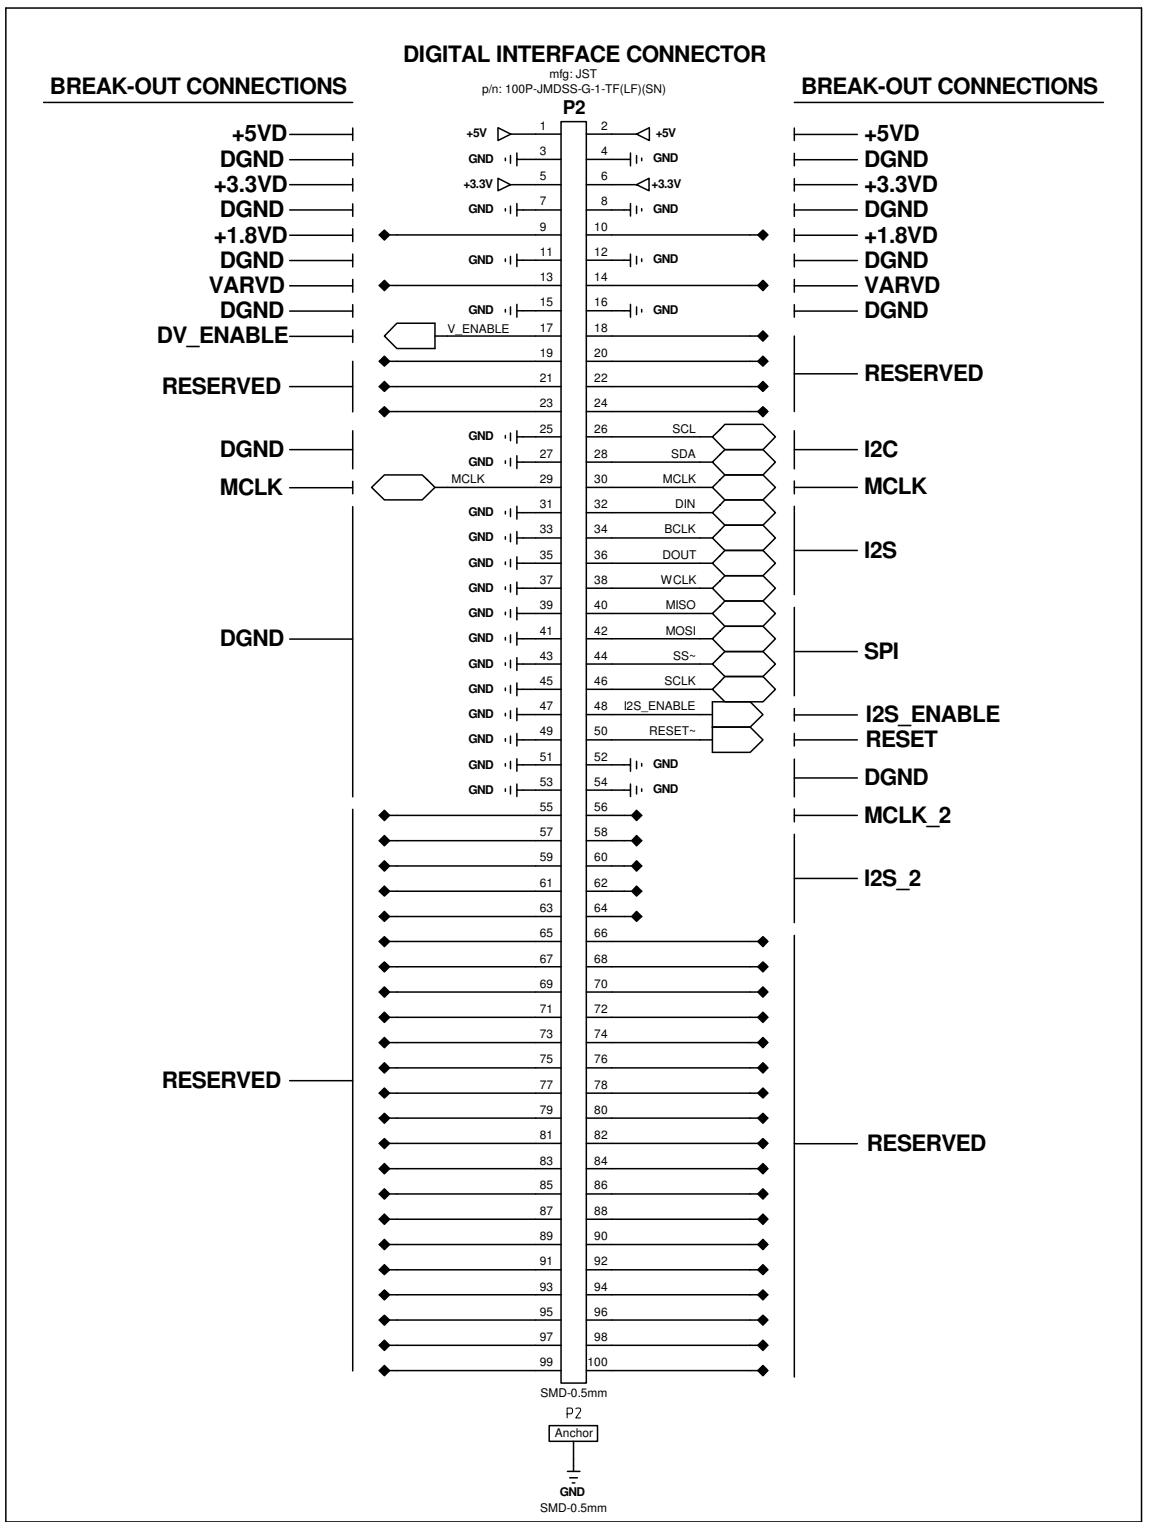 DIGITAL INTERFACE CONNECTOR
mfg: JST
p/n: 100P-JMDSS-G-1-TF(LF)(SN)
P2
BREAK-OUT CONNECTIONS BREAK-OUT CONNECTIONS
+5VD +5V 1 2 +5V +5VD
DGND GND 3 4 GND DGND
+3.3VD +3.3V 5 6 +3.3V +3.3VD
DGND GND 7 8 GND DGND
+1.8VD 9 10 +1.8VD
DGND GND 11 12 GND DGND
VARVD 13 14 VARVD
DGND GND 15 16 GND DGND
DV_ENABLE V_ENABLE 17 18
19 20
RESERVED 21 22 RESERVED
23 24
GND 25 26 SCL
DGND GND 27 28 SDA I2C
MCLK MCLK 29 30 MCLK MCLK
GND 31 32 DIN
GND 33 34 BCLK
GND 35 36 DOUT I2S
GND 37 38 WCLK
GND 39 40 MISO
DGND GND 41 42 MOSI
GND 43 44 SS~ SPI
GND 45 46 SCLK
GND 47 48 I2S_ENABLE I2S_ENABLE
GND 49 50 RESET~ RESET
GND 51 52 GND
GND 53 54 GND DGND
55 56 MCLK_2
57 58
59 60
61 62 I2S_2
63 64
65 66
67 68
69 70
71 72
73 74
75 76
RESERVED 77 78
79 80
81 82 RESERVED
83 84
85 86
87 88
89 90
91 92
93 94
95 96
97 98
99 100
SMD-0.5mm
P2
Anchor
GND
SMD-0.5mm